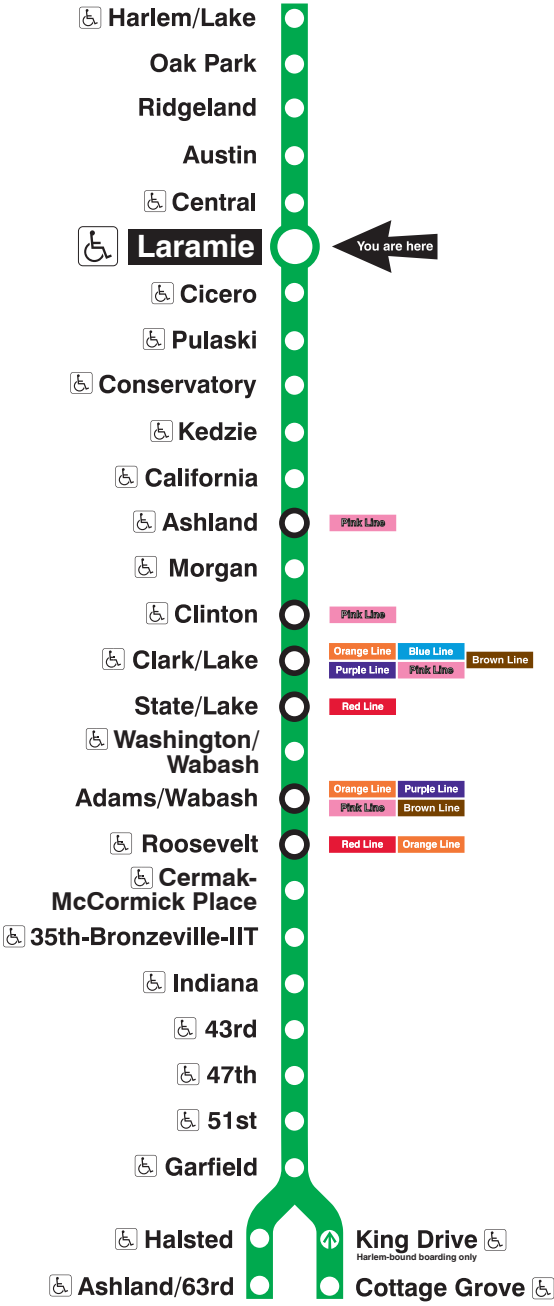 Harlem/Lake
Oak Park
Ridgeland
Austin
Central
Laramie
You are here
Cicero
Pulaski
Conservatory
Kedzie
California
Ashland
Pink Line
Morgan
Clinton
Pink Line
Clark/Lake
Orange Line Blue Line
Brown Line
Purple Line Pink Line
State/Lake
Red Line
Washington/
Wabash
Adams/Wabash
Orange Line Purple Line
Pink Line Brown Line
Roosevelt
Red Line Orange Line
Cermak-
McCormick Place
35th-Bronzeville-IIT
Indiana
43rd
47th
51st
Garfield
Halsted
King Drive
Harlem-bound boarding only
Ashland/63rd
Cottage Grove